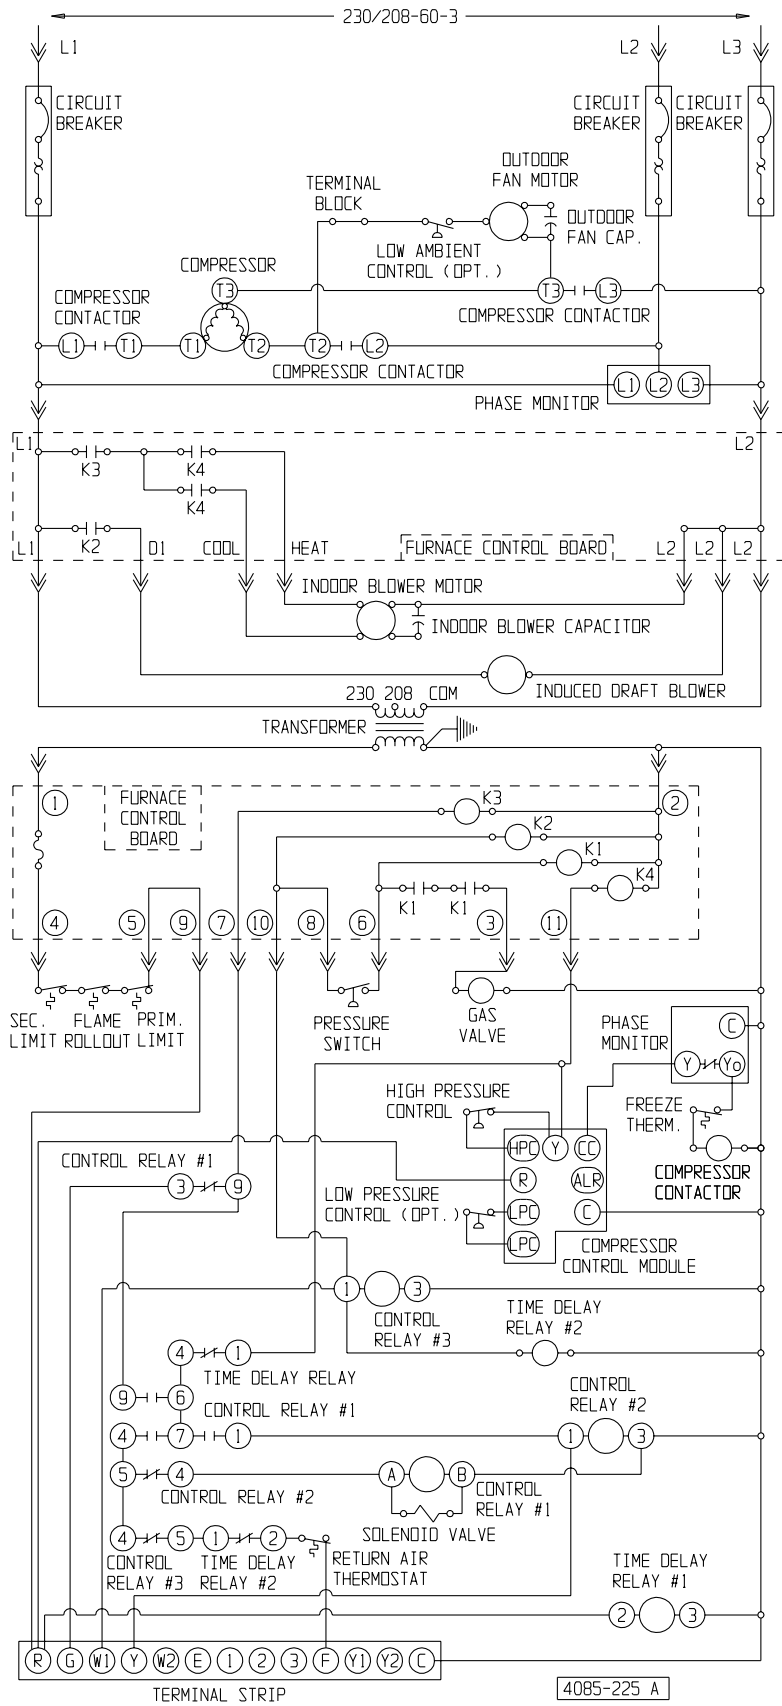 230/208-60-3
L1
L2
L3
CIRCUIT
BREAKER
CIRCUIT
BREAKER
CIRCUIT
BREAKER
OUTDOOR
FAN MOTOR
TERMINAL
BLOCK
OUTDOOR
FAN CAP.
LOW AMBIENT
CONTROL (OPT.)
COMPRESSOR
T3
T3
L3
COMPRESSOR
CONTACTOR
COMPRESSOR CONTACTOR
L1
T1
T1
T2
T2
L2
COMPRESSOR CONTACTOR
L1
L2
L3
PHASE MONITOR
L1
L2
K3
K4
K4
K2
L1
D1
COOL
HEAT
FURNACE CONTROL BOARD
L2
L2
L2
INDOOR BLOWER MOTOR
INDOOR BLOWER CAPACITOR
INDUCED DRAFT BLOWER
230 208 COM
TRANSFORMER
1
FURNACE
CONTROL
BOARD
K3
2
K2
K1
K4
K1
K1
4
5
9
7
10
8
6
3
11
SEC.
LIMIT
FLAME
ROLLOUT
PRIM.
LIMIT
PRESSURE
SWITCH
GAS
VALVE
PHASE
MONITOR
C
Y
Yo
HIGH PRESSURE
CONTROL
FREEZE
THERM.
HPC
Y
CC
COMPRESSOR
CONTACTOR
CONTROL RELAY #1
3
9
R
ALR
LOW PRESSURE
CONTROL (OPT.)
LPC
C
LPC
COMPRESSOR
CONTROL MODULE
1
3
CONTROL
RELAY #3
TIME DELAY
RELAY #2
4
1
TIME DELAY RELAY
9
6
CONTROL RELAY #1
CONTROL
RELAY #2
4
7
1
1
3
5
4
CONTROL RELAY #2
A
B
CONTROL
RELAY #1
SOLENOID VALVE
4
5
1
2
CONTROL
RELAY #3
TIME DELAY
RELAY #2
RETURN AIR
THERMOSTAT
TIME DELAY
RELAY #1
2
3
R
G
W1
Y
W2
E
1
2
3
F
Y1
Y2
C
TERMINAL STRIP
4085-225 A